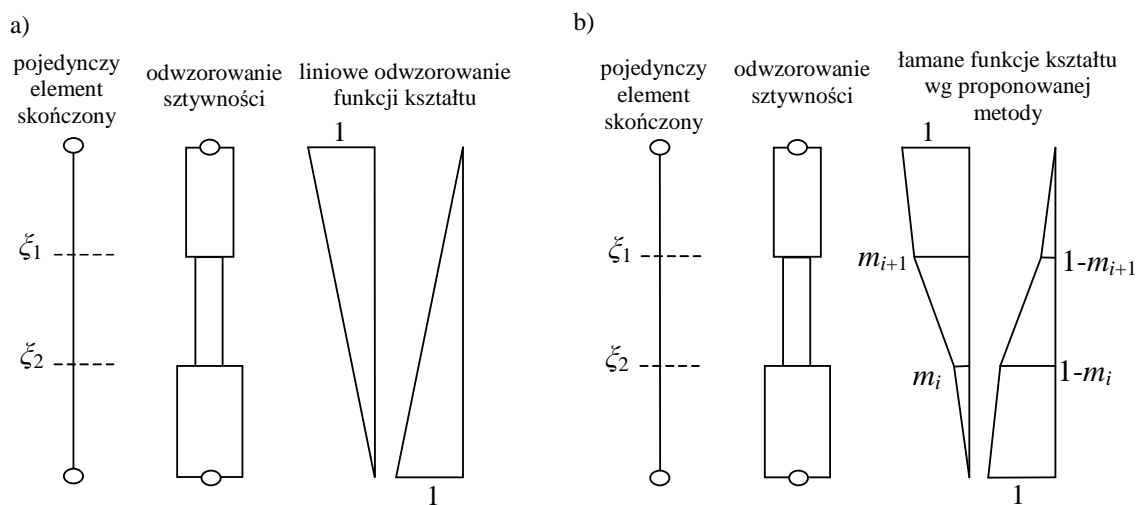 a)
pojedynczy
element
skończony
odwzorowanie
sztywności
liniowe odwzorowanie
funkcji kształtu
1
ξ1
ξ2
1
b)
pojedynczy
element
skończony
odwzorowanie
sztywności
łamane funkcje kształtu
wg proponowanej
metody
1
ξ1
mi+1
1-mi+1
ξ2
mi
1-mi
1